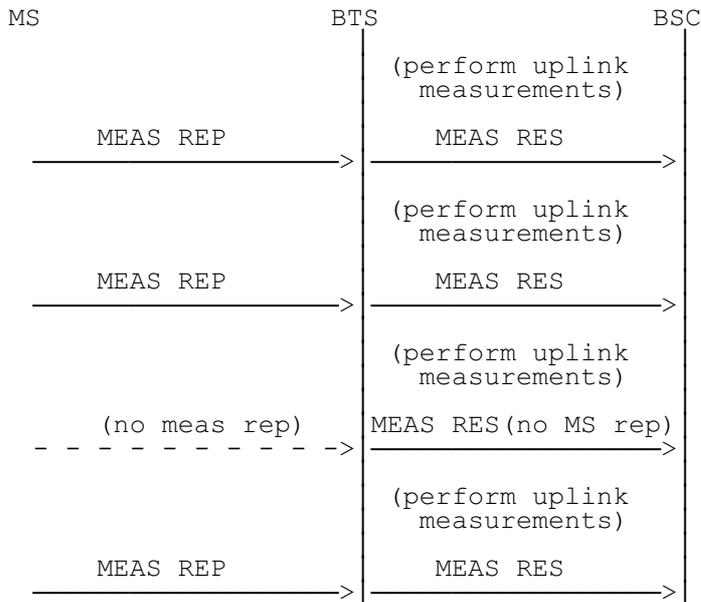 MS BTS BSC
(perform uplink
measurements)
MEAS REP MEAS RES
(perform uplink
measurements)
MEAS REP MEAS RES
(perform uplink
measurements)
(no meas rep) MEAS RES(no MS rep)
(perform uplink
measurements)
MEAS REP MEAS RES